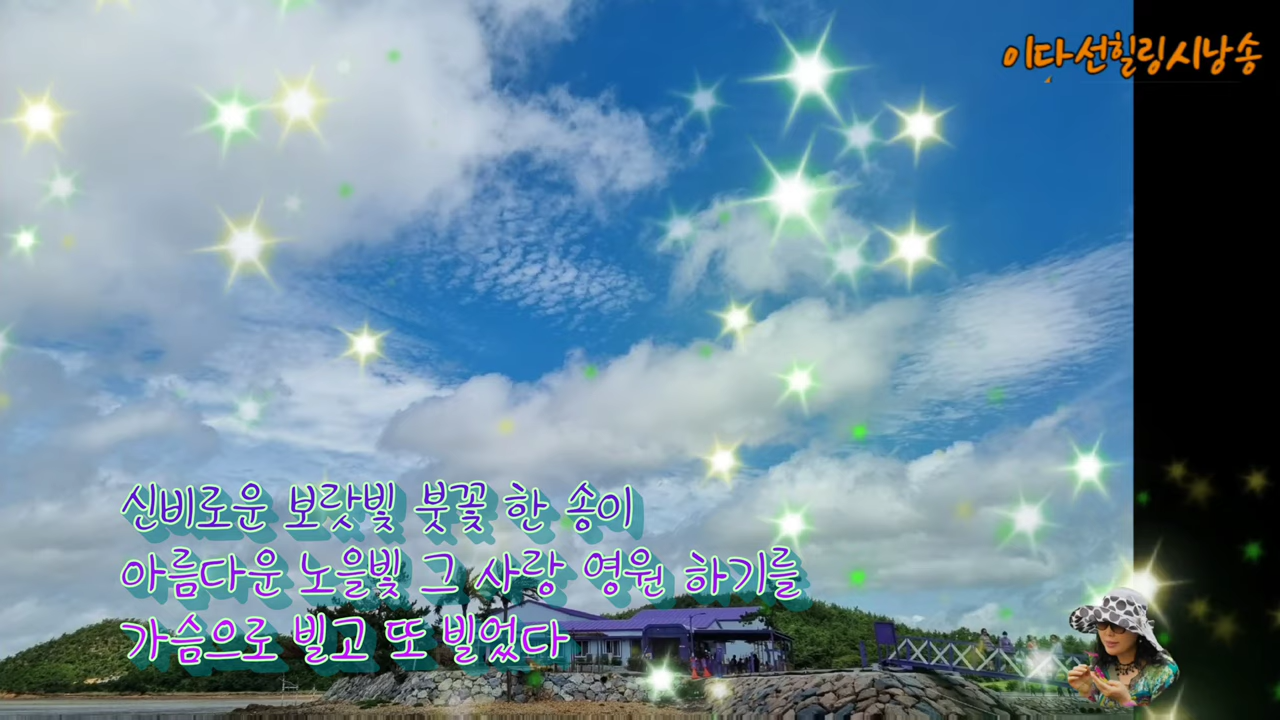 이다선힐링시낭송
신비로운 보랏빛 붓꽃 한 송이
아름다운 노을빛 그 사랑 영원 하기를
가슴으로 빌고 또 빌었다